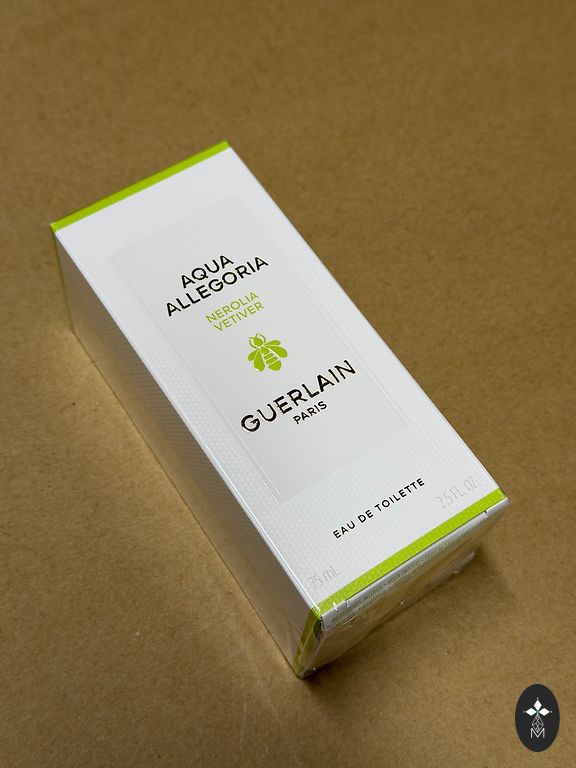 AQUA
ALLEGORIA
NEROLIA
VETIVER
GUERLAIN
PARIS
EAU DE TOILETTE
75 mL
2.5 FL. OZ.
M